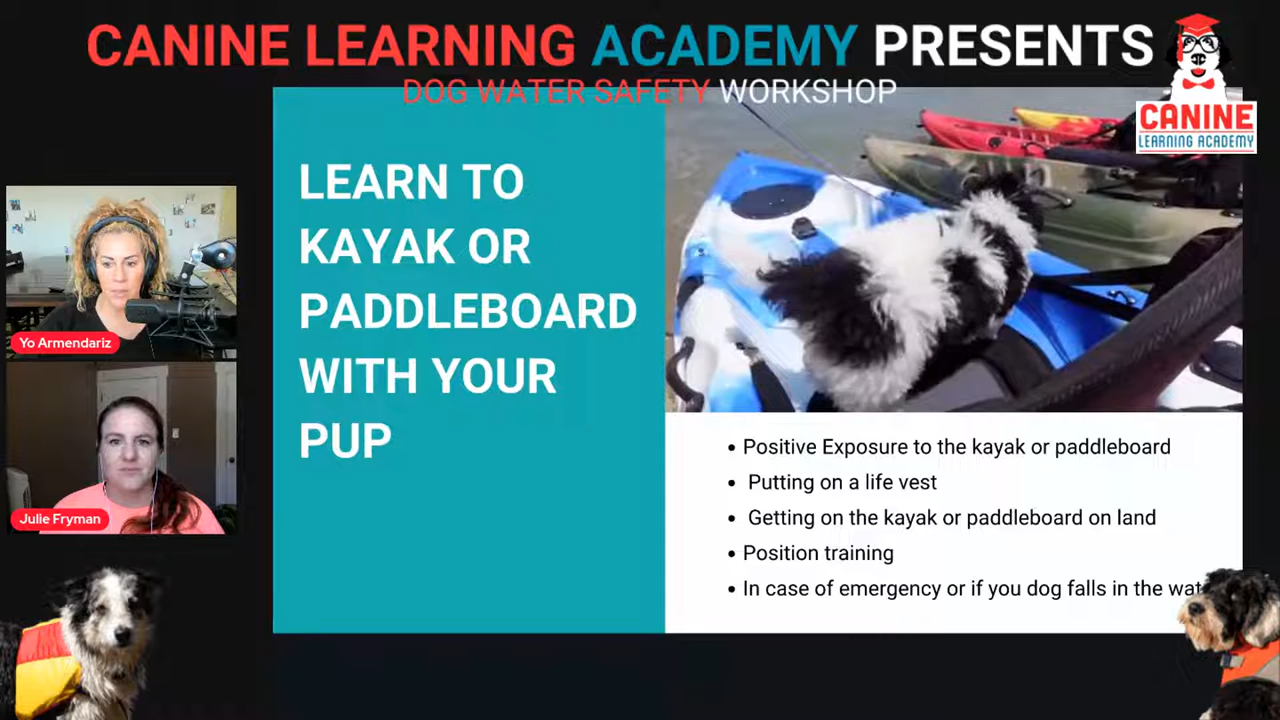 CANINE LEARNING ACADEMY PRESENTS
DOG WATER SAFETY WORKSHOP
CANINE
LEARNING ACADEMY
LEARN TO
KAYAK OR
PADDLEBOARD
WITH YOUR
PUP
Yo Armendariz
Julie Fryman
• Positive Exposure to the kayak or paddleboard
• Putting on a life vest
• Getting on the kayak or paddleboard on land
• Position training
• In case of emergency or if you dog falls in the wat